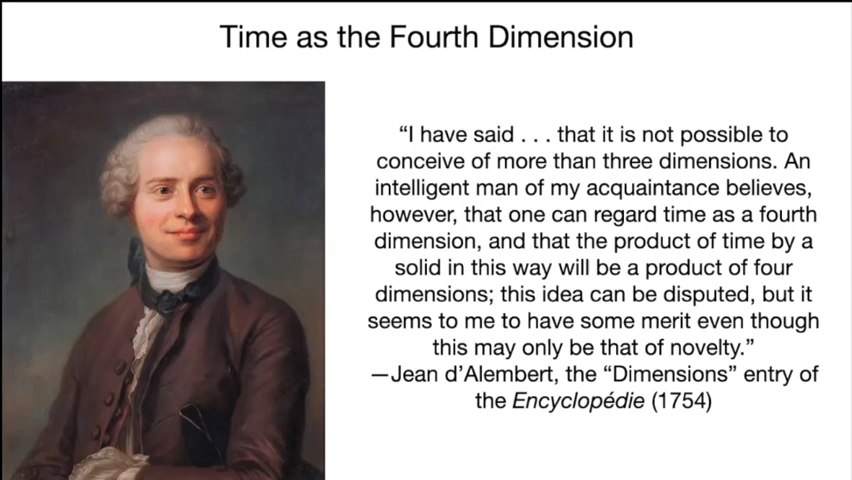 Time as the Fourth Dimension
“I have said . . . that it is not possible to
conceive of more than three dimensions. An
intelligent man of my acquaintance believes,
however, that one can regard time as a fourth
dimension, and that the product of time by a
solid in this way will be a product of four
dimensions; this idea can be disputed, but it
seems to me to have some merit even though
this may only be that of novelty.”
—Jean d’Alembert, the “Dimensions” entry of
the Encyclopédie (1754)